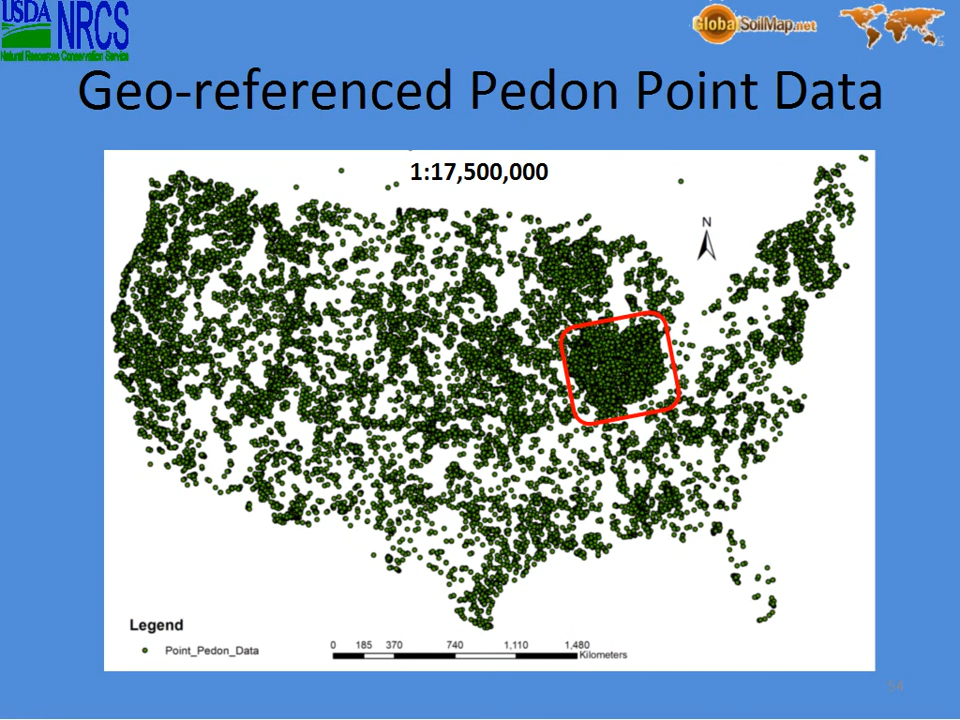 USDA NRCS
Natural Resources Conservation Service
GlobalSoilMap.net
Geo-referenced Pedon Point Data
1:17,500,000
N
Legend
Point_Pedon_Data
0 185 370 740 1,110 1,480
Kilometers
54